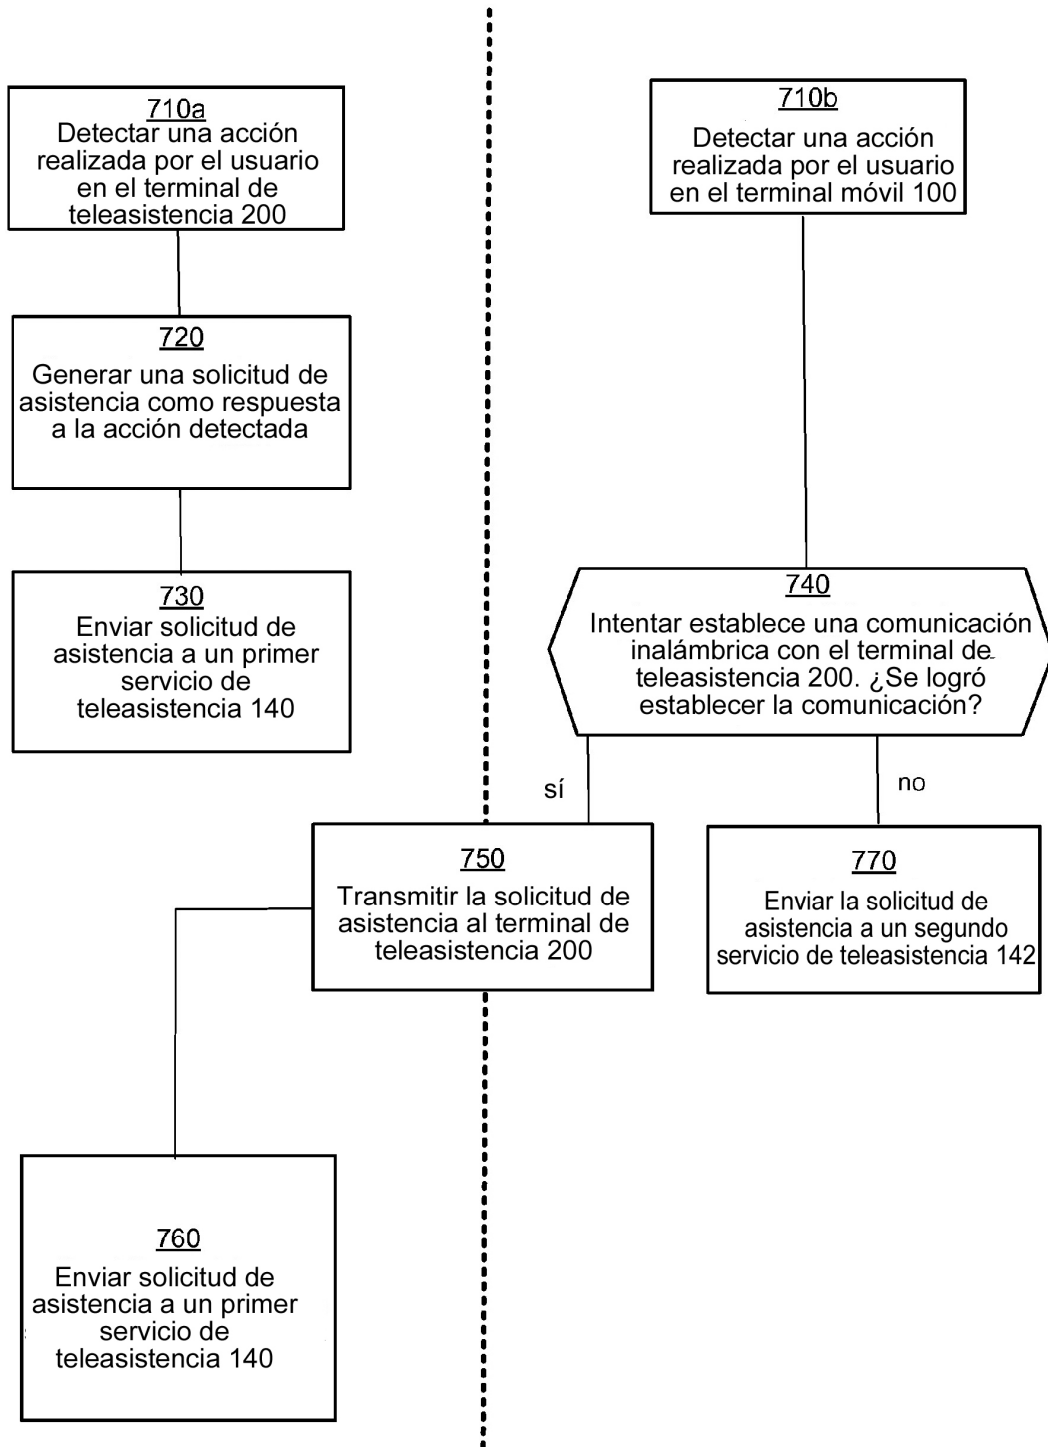 710a
Detectar una acción
realizada por el usuario
en el terminal de
teleasistencia 200
720
Generar una solicitud de
asistencia como respuesta
a la acción detectada
730
Enviar solicitud de
asistencia a un primer
servicio de
teleasistencia 140
710b
Detectar una acción
realizada por el usuario
en el terminal móvil 100
740
Intentar establece una comunicación
inalámbrica con el terminal de
teleasistencia 200. ¿Se logró
establecer la comunicación?
sí
no
750
Transmitir la solicitud de
asistencia al terminal de
teleasistencia 200
770
Enviar la solicitud de
asistencia a un segundo
servicio de teleasistencia 142
760
Enviar solicitud de
asistencia a un primer
servicio de
teleasistencia 140